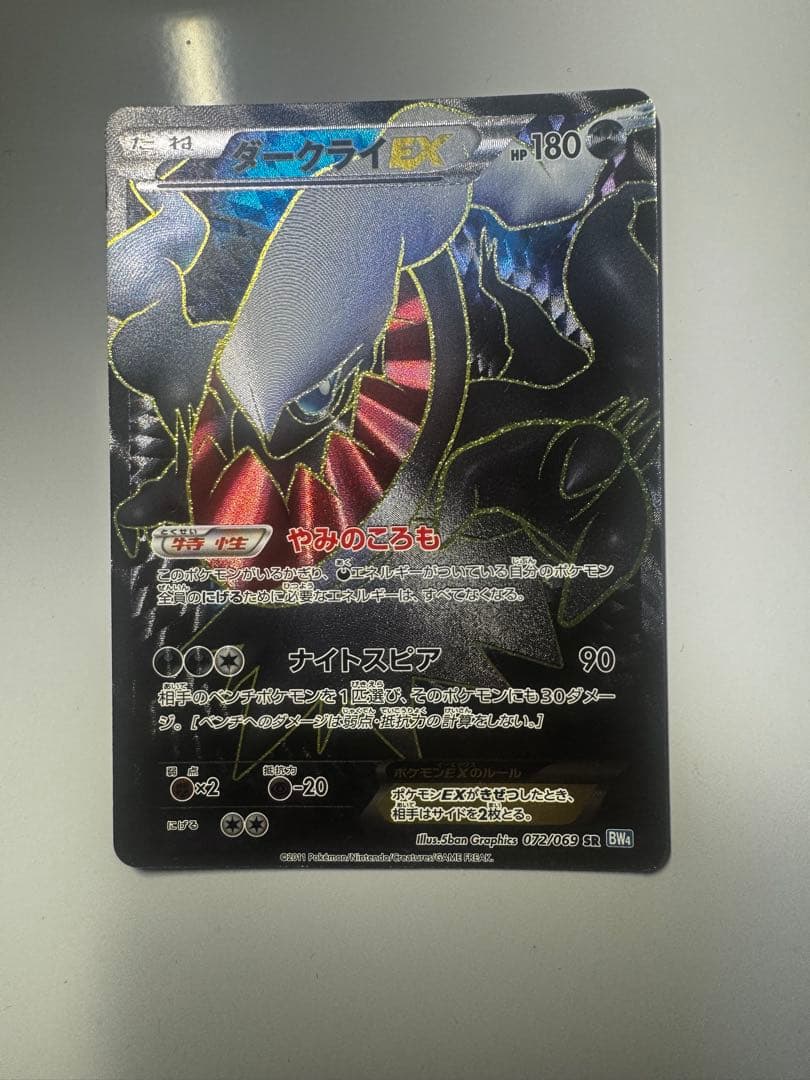 たね ダークライEX HP180
とくせい
特性 やみのころも
このポケモンがいるかぎり、エネルギーがついている自分のポケモン
全員のにげるために必要なエネルギーは、すべてなくなる。
ナイトスピア 90
相手のベンチポケモンを1匹選び、そのポケモンにも30ダメー
ジ。[ベンチへのダメージは弱点・抵抗力の計算をしない。]
弱点 ×2 抵抗力 -20
ポケモンEXのルール
ポケモンEXがきぜつしたとき、
相手はサイドを2枚とる。
にげる
Illus.5ban Graphics 072/069 SR BW4
©2011 Pokémon/Nintendo/Creatures/GAME FREAK.